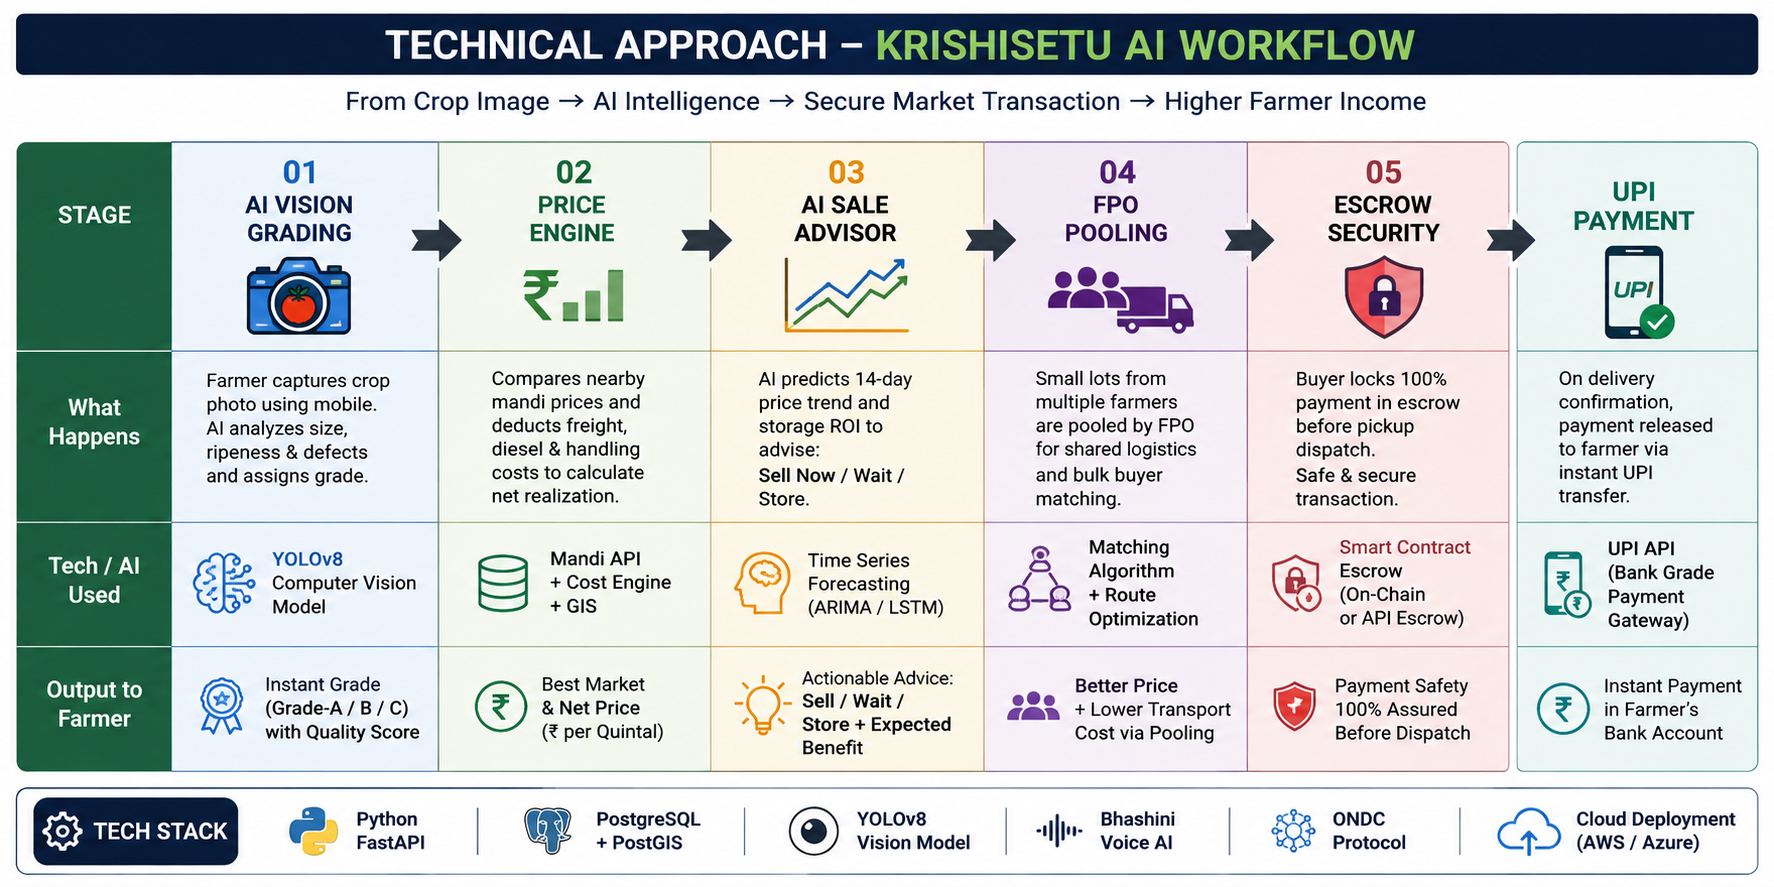 TECHNICAL APPROACH – KRISHISETU AI WORKFLOW
From Crop Image → AI Intelligence → Secure Market Transaction → Higher Farmer Income
STAGE
01
AI VISION
GRADING
02
PRICE
ENGINE
₹
03
AI SALE
ADVISOR
04
FPO
POOLING
05
ESCROW
SECURITY
UPI
PAYMENT
UPI
What
Happens
Farmer captures crop
photo using mobile.
AI analyzes size,
ripeness & defects
and assigns grade.
Compares nearby
mandi prices and
deducts freight,
diesel & handling
costs to calculate
net realization.
AI predicts 14-day
price trend and
storage ROI to
advise:
Sell Now / Wait /
Store.
Small lots from
multiple farmers
are pooled by FPO
for shared logistics
and bulk buyer
matching.
Buyer locks 100%
payment in escrow
before pickup
dispatch.
Safe & secure
transaction.
On delivery
confirmation,
payment released
to farmer via
instant UPI
transfer.
Tech / AI
Used
YOLOv8
Computer Vision
Model
Mandi API
+ Cost Engine
+ GIS
Time Series
Forecasting
(ARIMA / LSTM)
Matching
Algorithm
+ Route
Optimization
Smart Contract
Escrow
(On-Chain
or API Escrow)
₹
₹
UPI API
(Bank Grade
Payment
Gateway)
Output to
Farmer
Instant Grade
(Grade-A / B / C)
with Quality Score
₹
Best Market
& Net Price
(₹ per Quintal)
Actionable Advice:
Sell / Wait /
Store + Expected
Benefit
Better Price
+ Lower Transport
Cost via Pooling
Payment Safety
100% Assured
Before Dispatch
₹
Instant Payment
in Farmer's
Bank Account
TECH STACK
Python
FastAPI
PostgreSQL
+ PostGIS
YOLOv8
Vision Model
Bhashini
Voice AI
ONDC
Protocol
Cloud Deployment
(AWS / Azure)